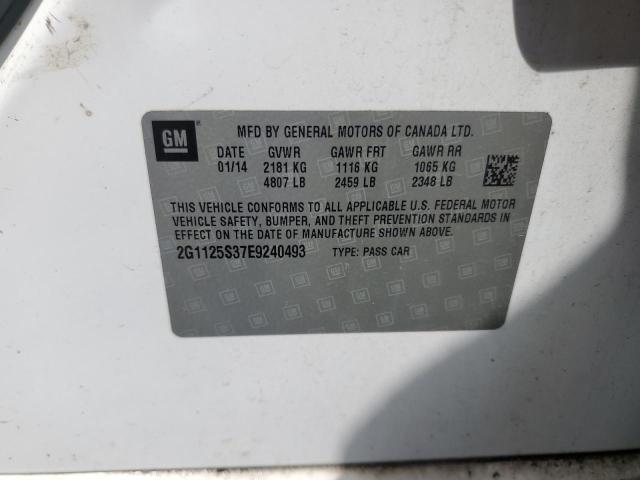 GM
MFD BY GENERAL MOTORS OF CANADA LTD.
DATE GVWR GAWR FRT GAWR RR
01/14 2181 KG 1116 KG 1065 KG
4807 LB 2459 LB 2348 LB
THIS VEHICLE CONFORMS TO ALL APPLICABLE U.S. FEDERAL MOTOR
VEHICLE SAFETY, BUMPER, AND THEFT PREVENTION STANDARDS
IN EFFECT ON THE DATE OF MANUFACTURE SHOWN ABOVE.
2G1125S37E9240493 TYPE: PASS CAR